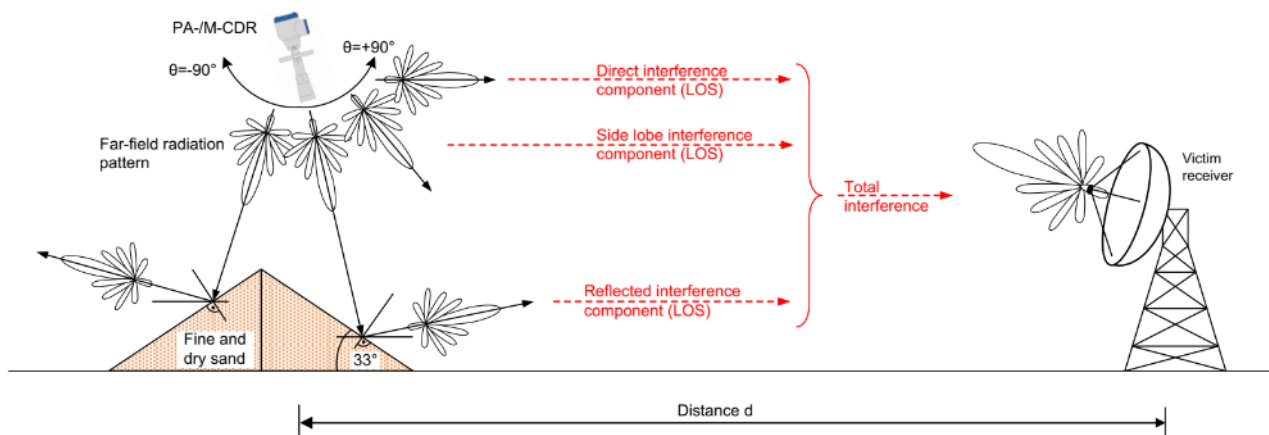 PA-/M-CDR
θ=-90°
θ=+90°
Far-field radiation
pattern
Direct interference
component (LOS)
Side lobe interference
component (LOS)
Total
interference
Victim
receiver
Reflected interference
component (LOS)
Fine and
dry sand
33°
Distance d